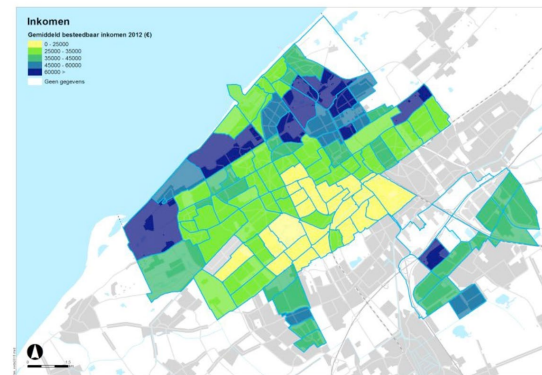 Inkomen
Gemiddeld besteedbaar inkomen 2012 (€)
0 - 25000
25000 - 35000
35000 - 45000
45000 - 60000
60000 >
Geen gegevens